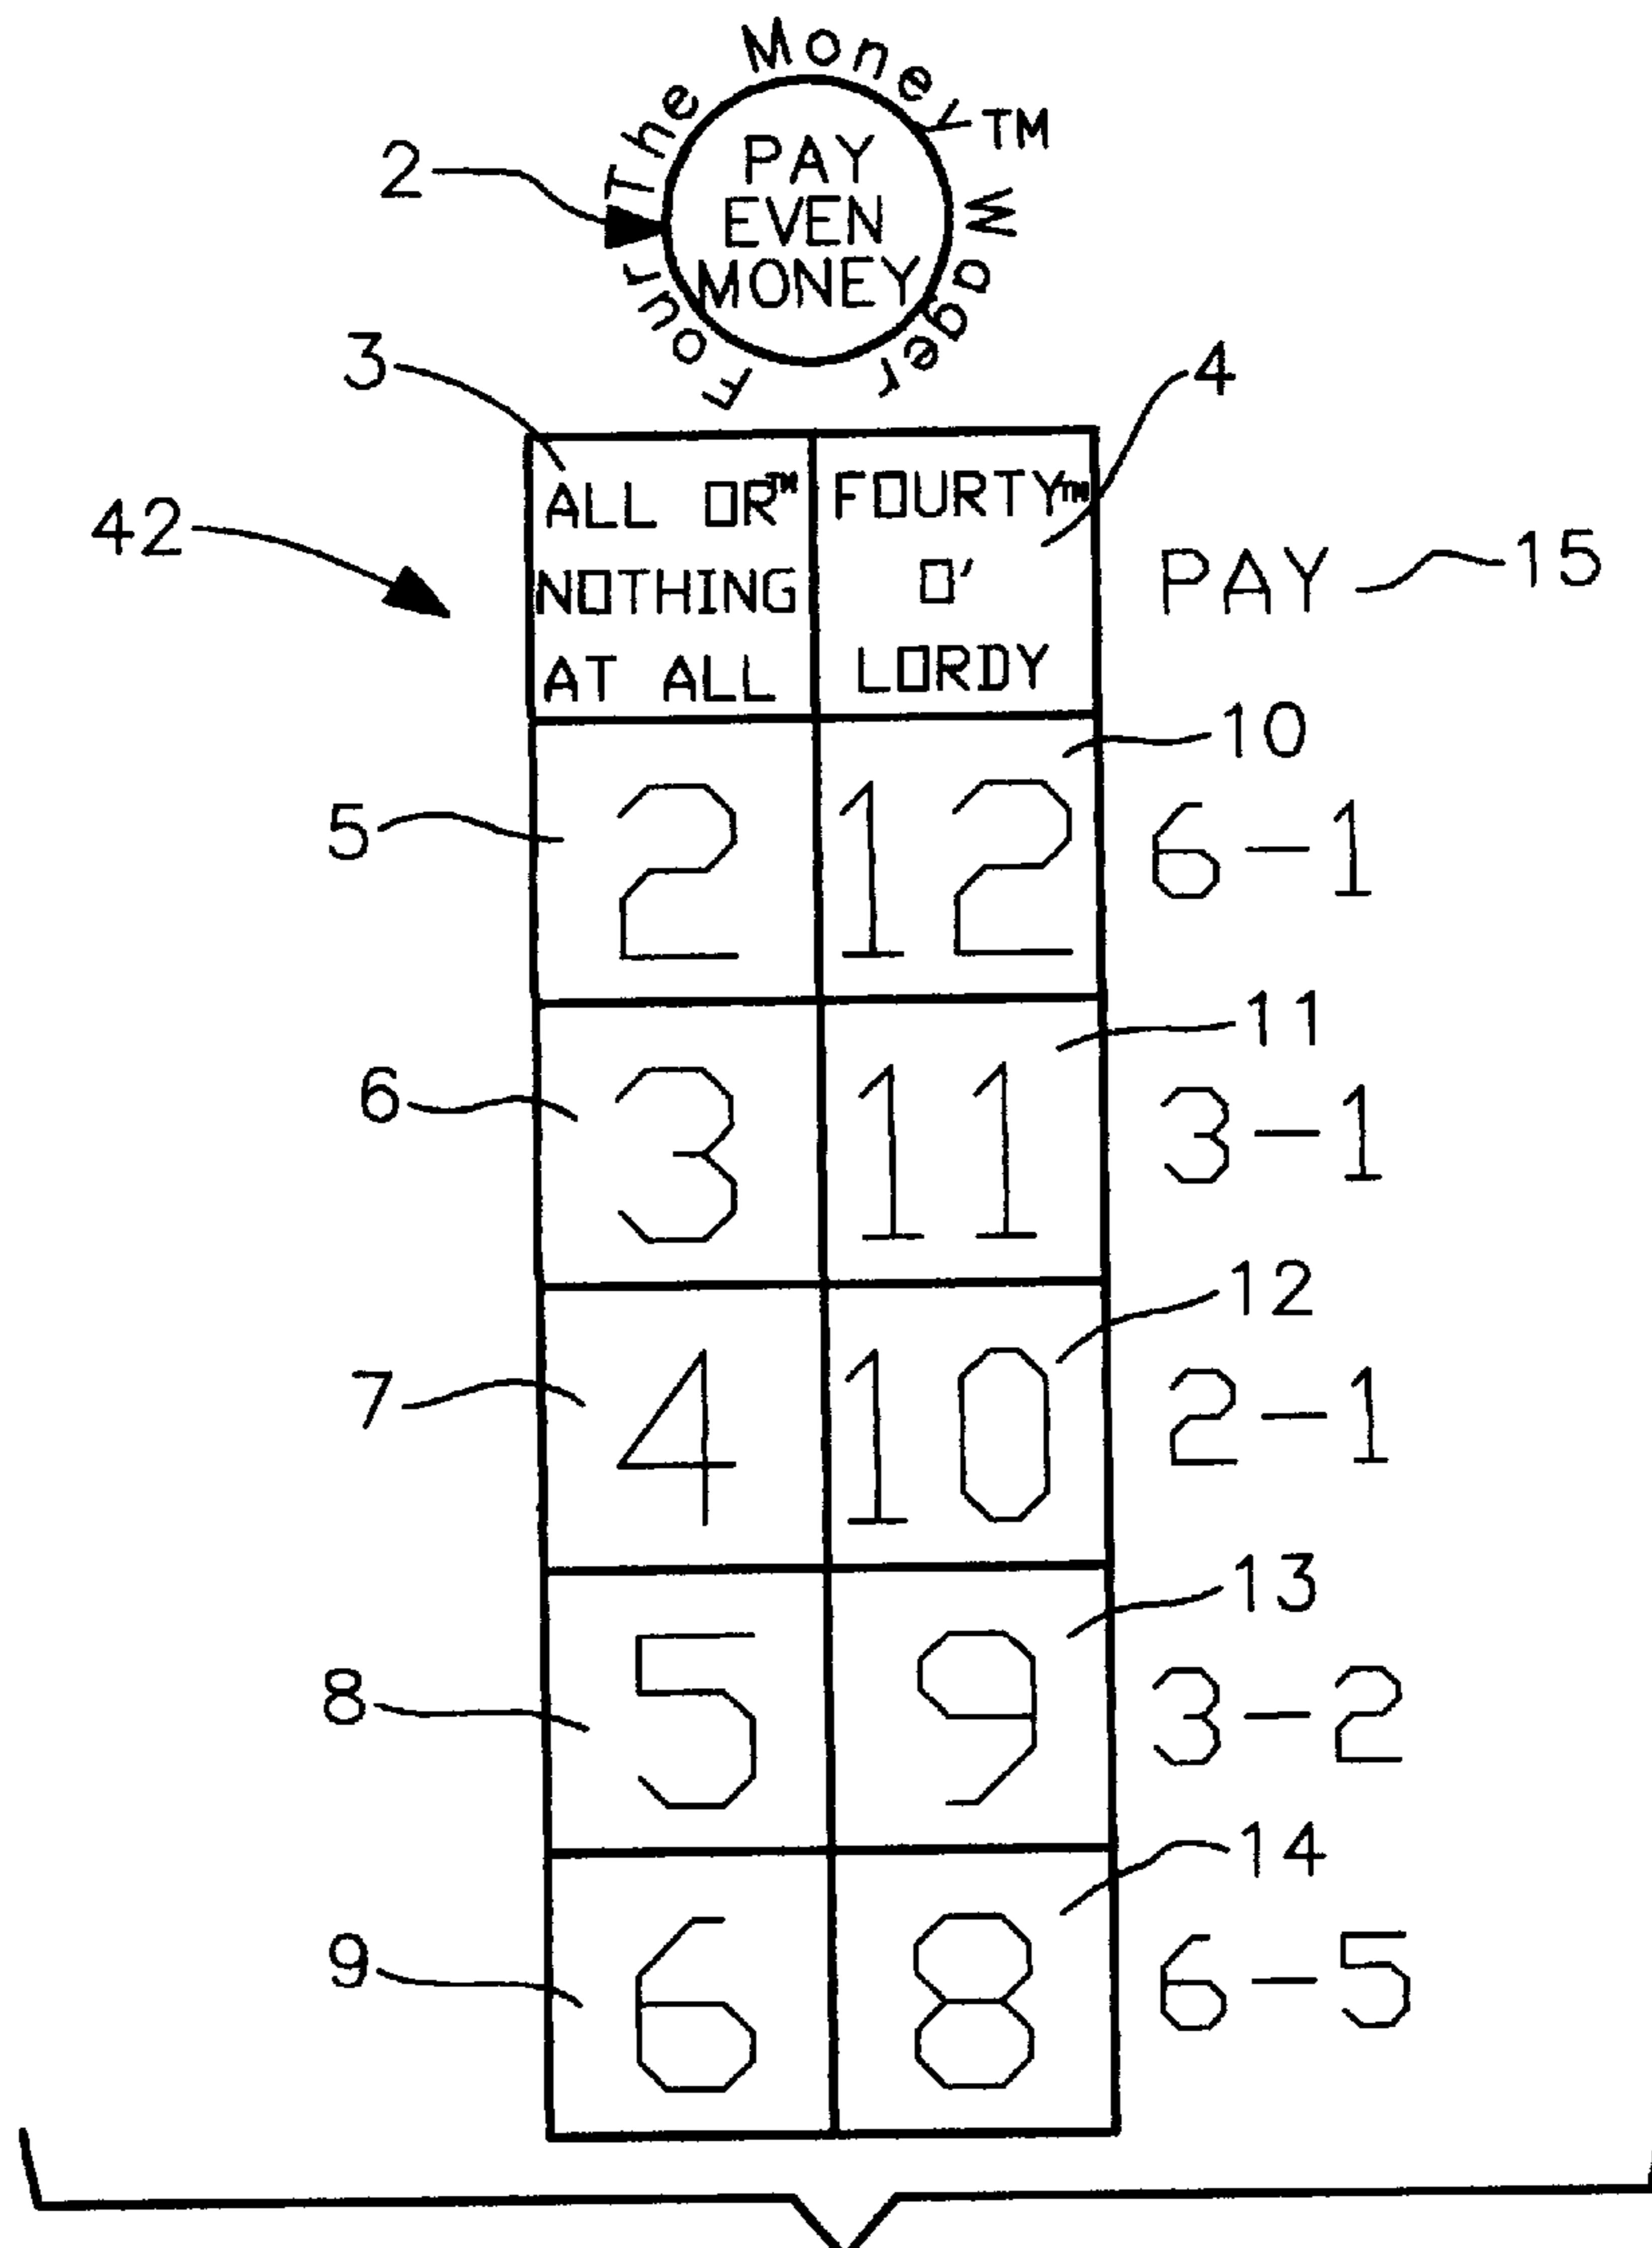 Four The Money™ Wager
2
PAY
EVEN
MONEY
3
4
42
ALL OR™ FOURTY™
NOTHING O'
AT ALL LORDY
PAY 15
10
5 2 12 6-1
11
6 3 11 3-1
12
7 4 10 2-1
13
8 5 9 3-2
14
9 6 8 6-5